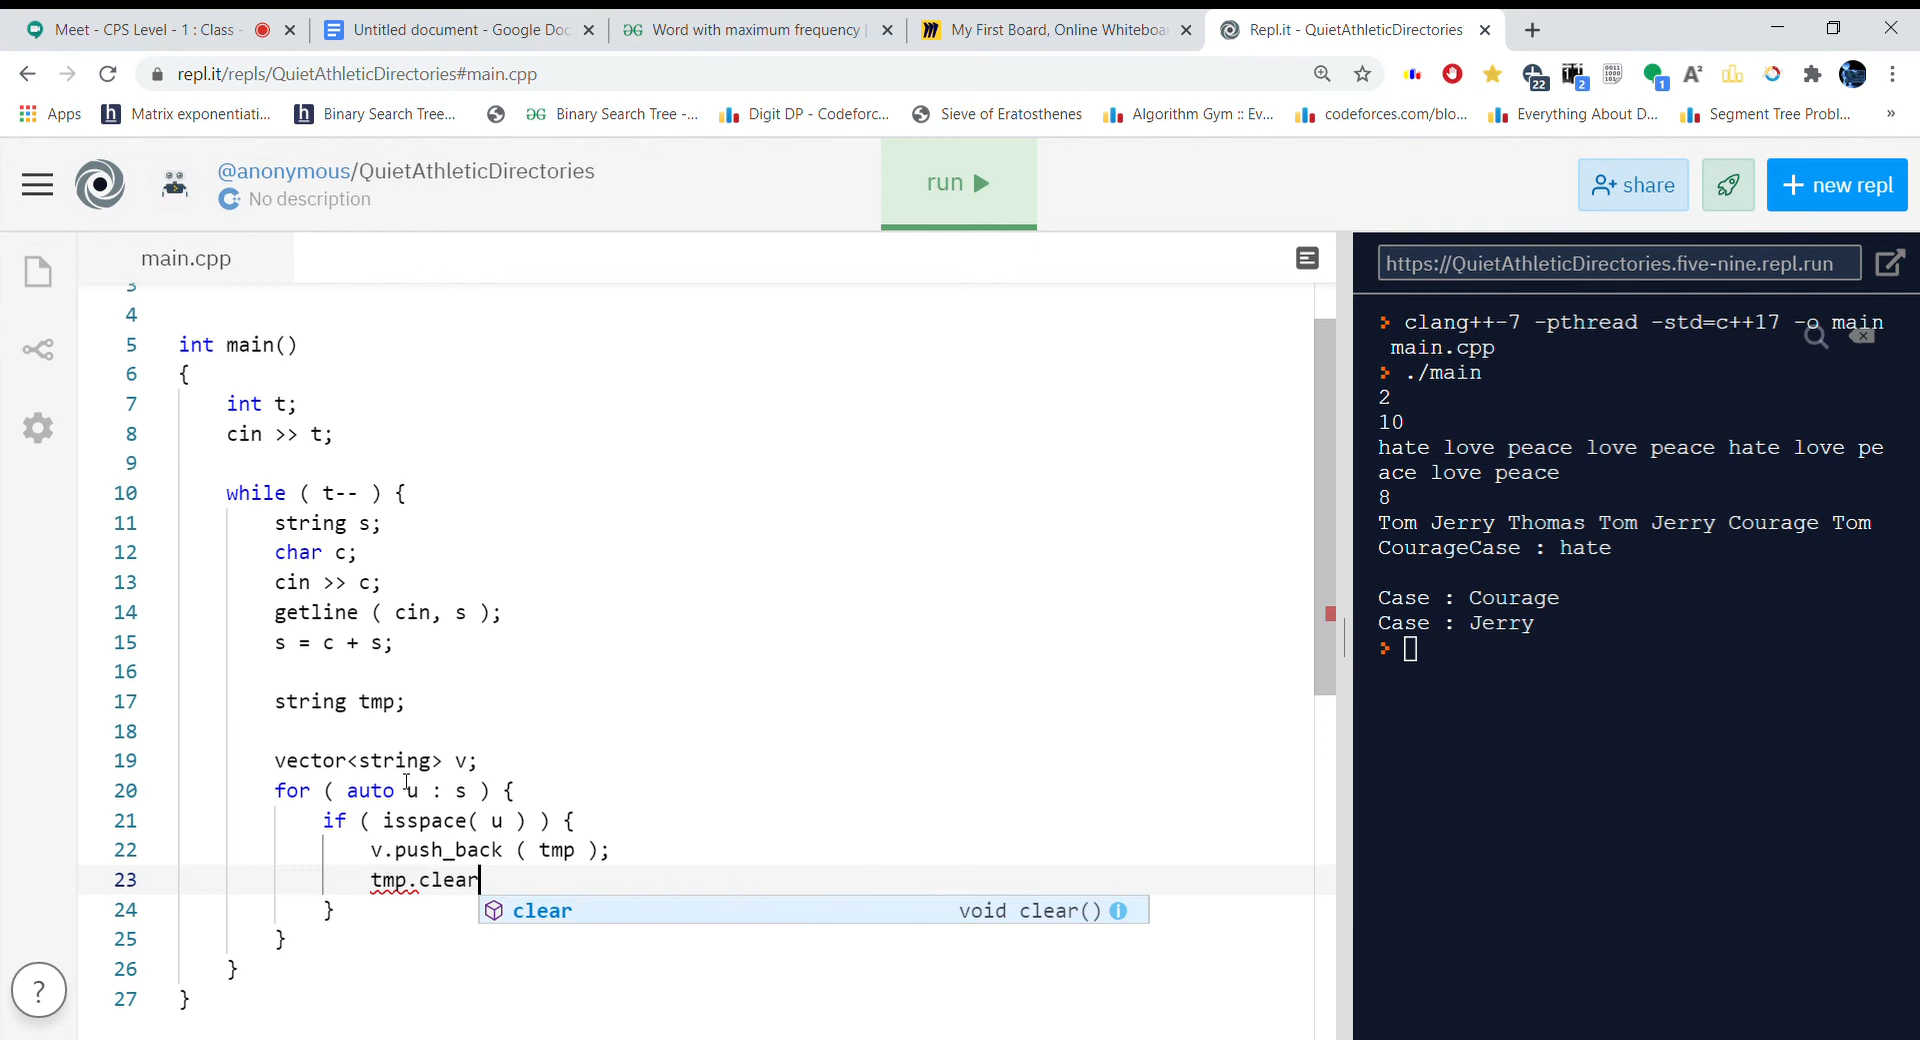 Meet - CPS Level - 1 : Class -
Untitled document - Google Doc
GG Word with maximum frequency
My First Board, Online Whiteboar
Repl.it - QuietAthleticDirectories
repl.it/repls/QuietAthleticDirectories#main.cpp
22
2
1
A²
Apps
h Matrix exponentiati...
h Binary Search Tree...
GG Binary Search Tree -...
Digit DP - Codeforc...
Sieve of Eratosthenes
Algorithm Gym :: Ev...
codeforces.com/blo...
Everything About D...
Segment Tree Probl...
»
@anonymous/QuietAthleticDirectories
No description
run
share
+ new repl
main.cpp
https://QuietAthleticDirectories.five-nine.repl.run
3
4
5 int main()
6 {
7 int t;
8 cin >> t;
9
10 while ( t-- ) {
11 string s;
12 char c;
13 cin >> c;
14 getline ( cin, s );
15 s = c + s;
16
17 string tmp;
18
19 vector<string> v;
20 for ( auto u : s ) {
21 if ( isspace( u ) ) {
22 v.push_back ( tmp );
23 tmp.clear
24 }
clear void clear()
25 }
26 }
27 }
?
clang++-7 -pthread -std=c++17 -o main
main.cpp
./main
2
10
hate love peace love peace hate love pe
ace love peace
8
Tom Jerry Thomas Tom Jerry Courage Tom
CourageCase : hate
Case : Courage
Case : Jerry